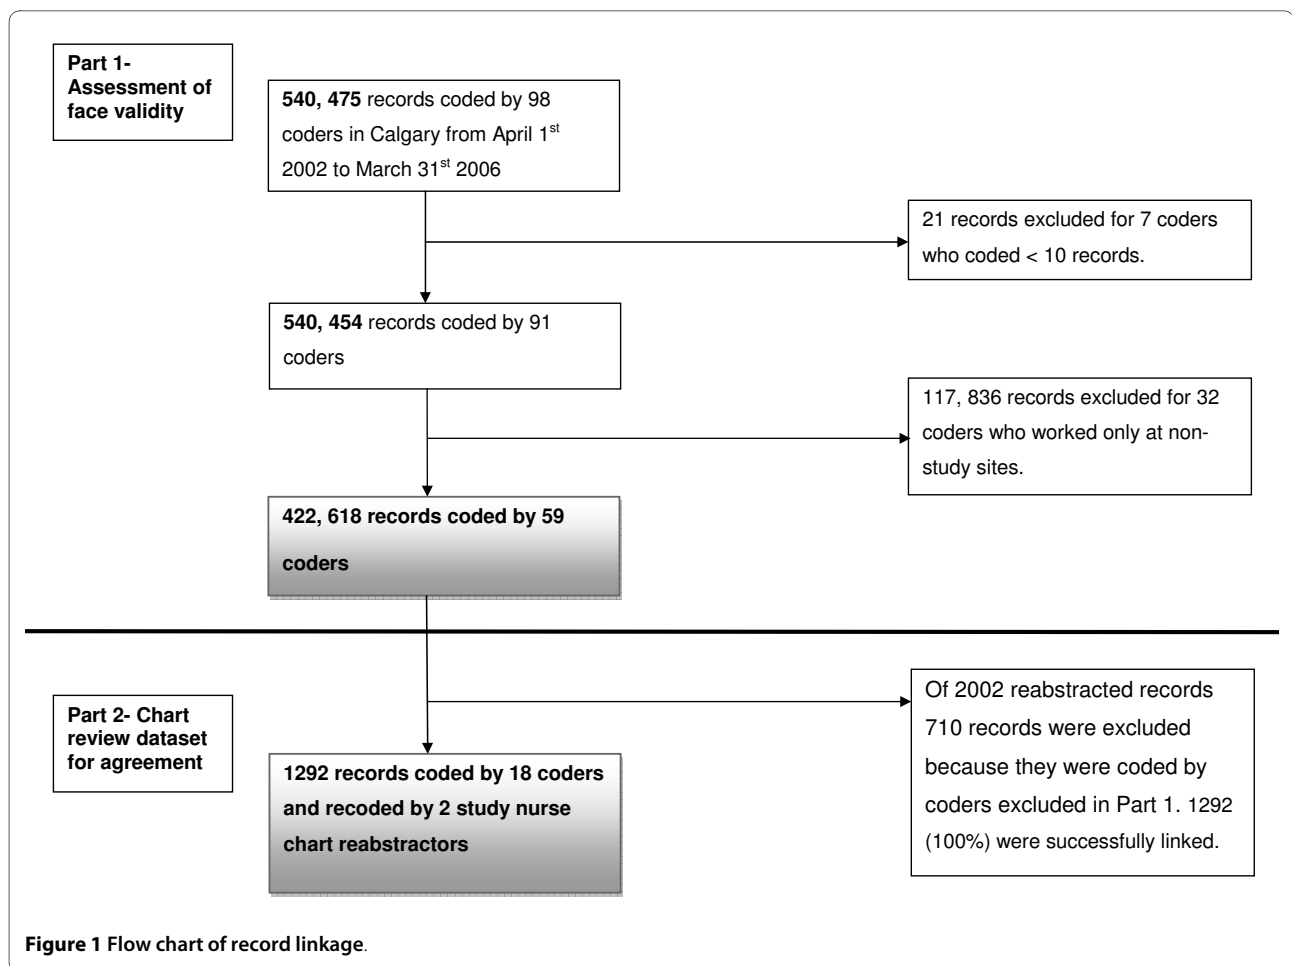 Part 1-
Assessment of
face validity
540, 475 records coded by 98
coders in Calgary from April 1st
2002 to March 31st 2006
21 records excluded for 7 coders
who coded < 10 records.
540, 454 records coded by 91
coders
117, 836 records excluded for 32
coders who worked only at non-
study sites.
422, 618 records coded by 59
coders
Part 2- Chart
review dataset
for agreement
Of 2002 reabstracted records
710 records were excluded
because they were coded by
coders excluded in Part 1. 1292
(100%) were successfully linked.
1292 records coded by 18 coders
and recoded by 2 study nurse
chart reabstractors
Figure 1 Flow chart of record linkage.